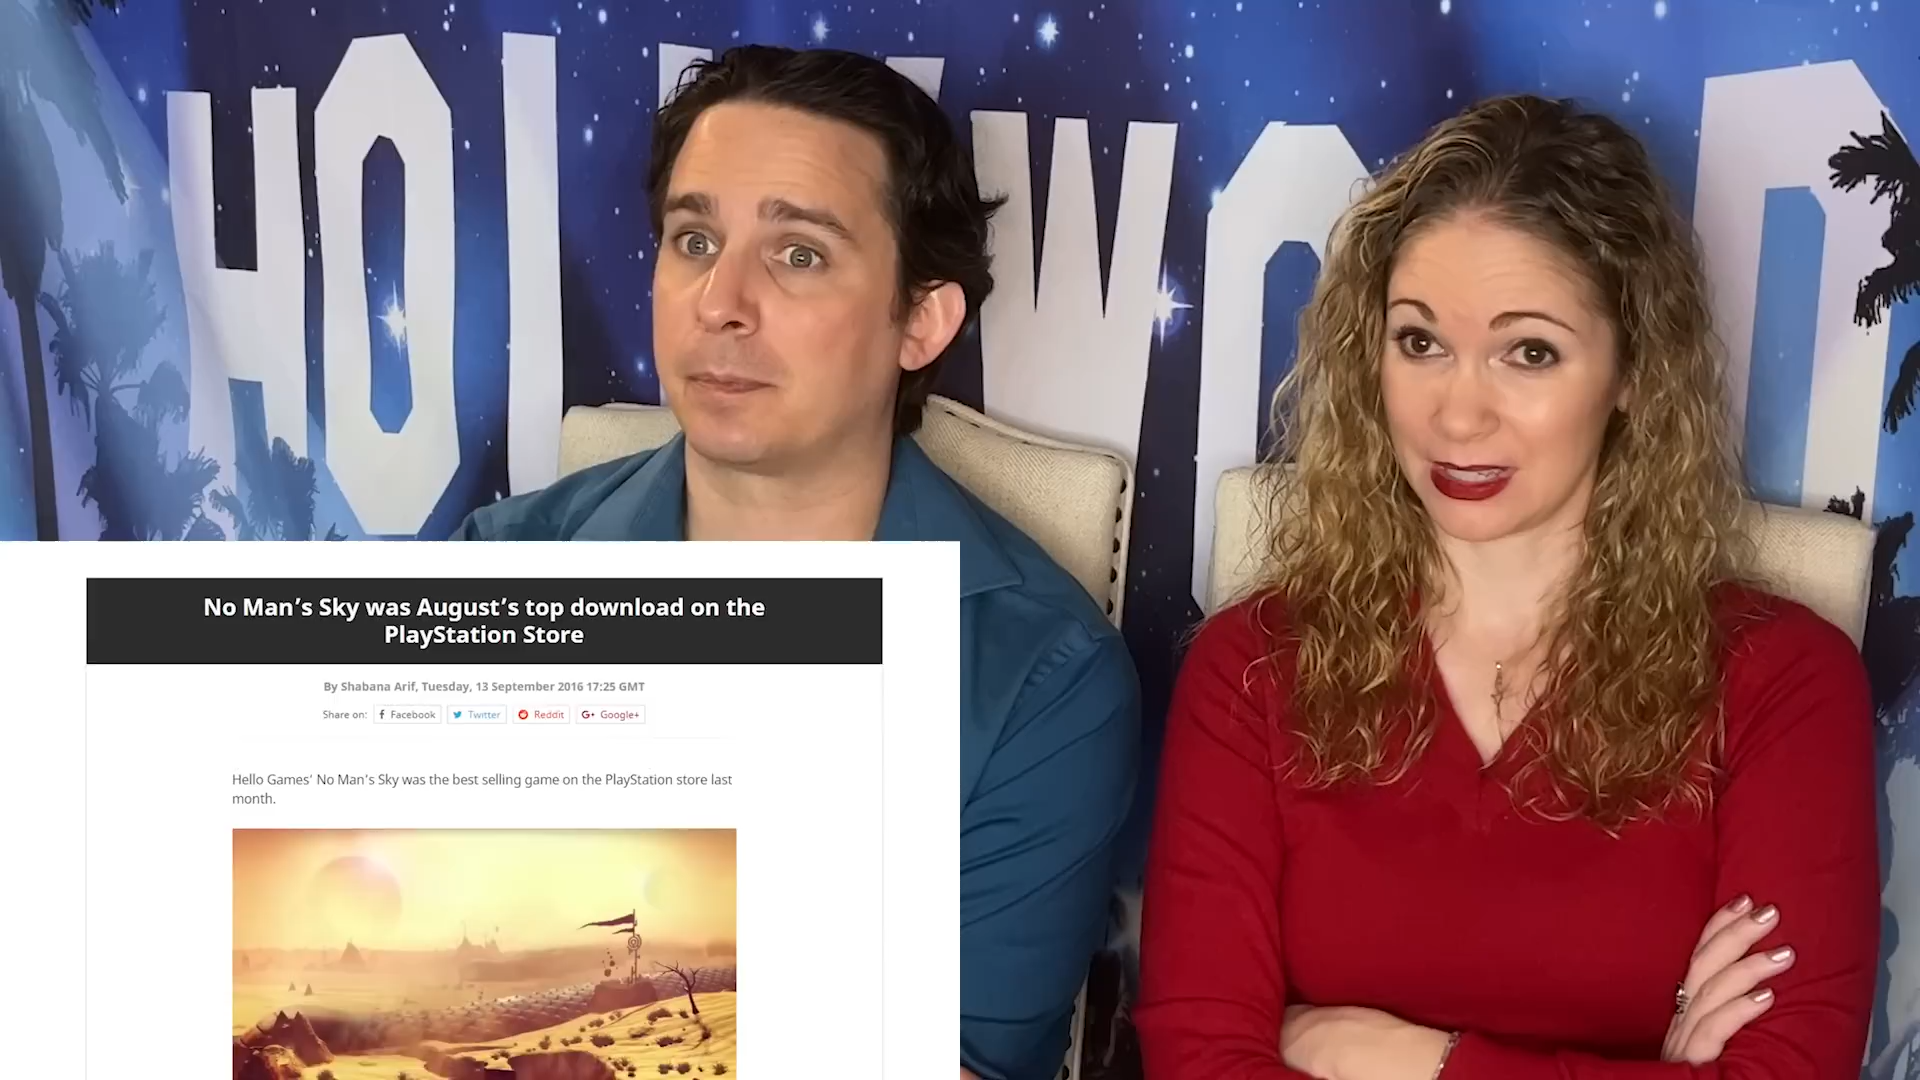 HOLLYWOOD
No Man's Sky was August's top download on the
PlayStation Store
By Shabana Arif, Tuesday, 13 September 2016 17:25 GMT
Share on: Facebook Twitter Reddit G+ Google+
Hello Games' No Man's Sky was the best selling game on the PlayStation store last
month.